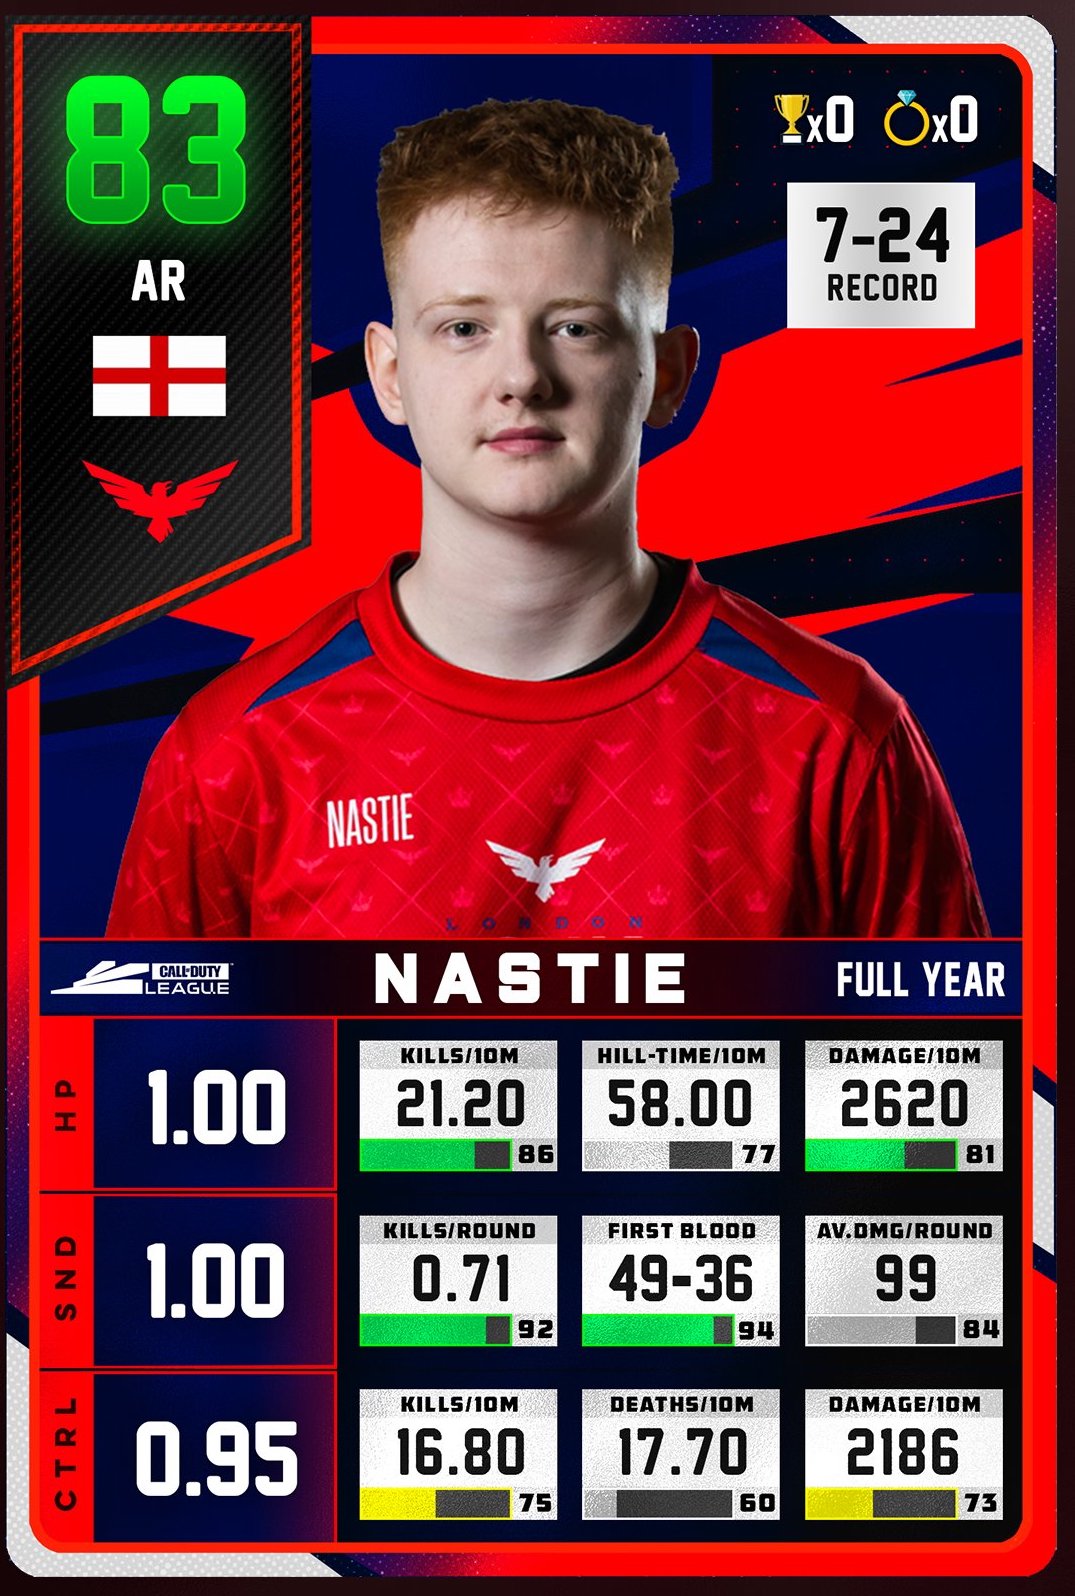 83
AR
x0 x0
7-24
RECORD
NASTIE
LONDON
CALL OF DUTY
LEAGUE
NASTIE
FULL YEAR
HP
1.00
KILLS/10M
21.20
86
HILL-TIME/10M
58.00
77
DAMAGE/10M
2620
81
SND
1.00
KILLS/ROUND
0.71
92
FIRST BLOOD
49-36
94
AV.DMG/ROUND
99
84
CTRL
0.95
KILLS/10M
16.80
75
DEATHS/10M
17.70
60
DAMAGE/10M
2186
73